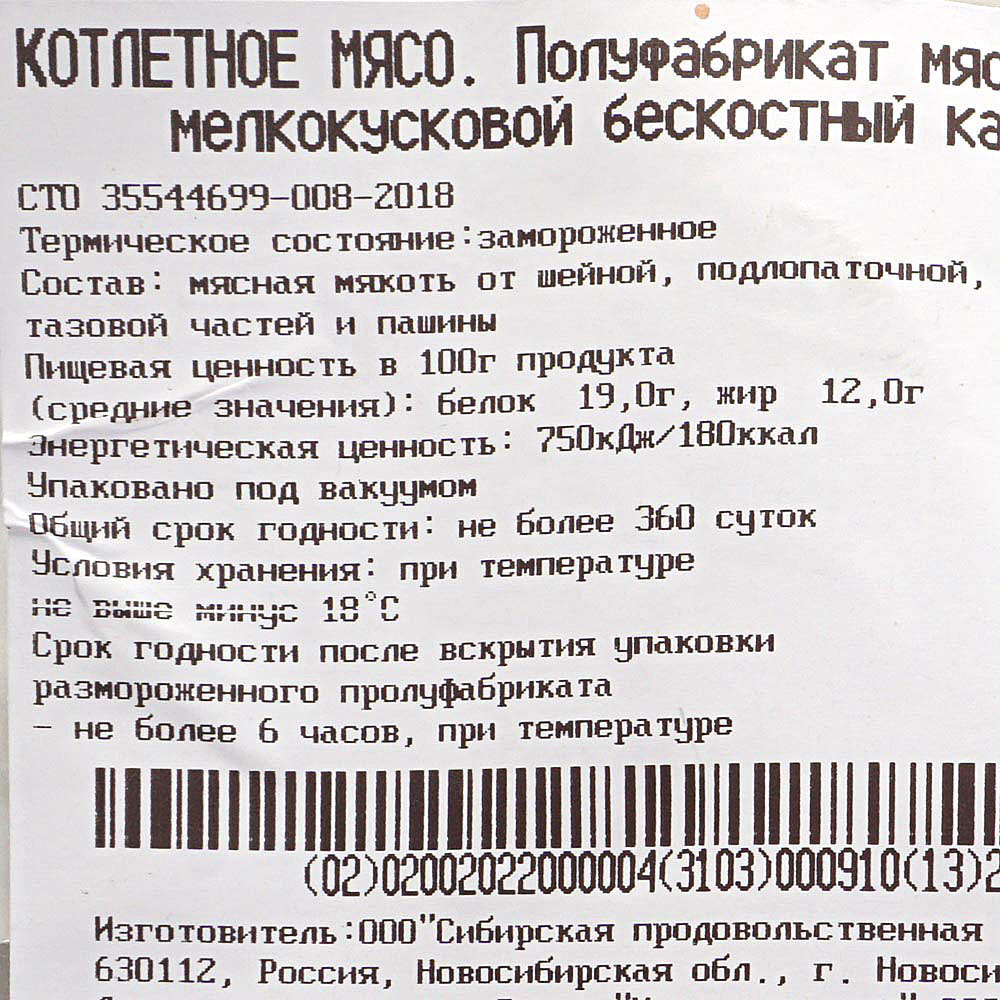 КОТЛЕТНОЕ МЯСО. Полуфабрикат мяс
мелкокусковой бескостный ка
СТО 35544699-008-2018
Термическое состояние:замороженное
Состав: мясная мякоть от шейной, подлопаточной,
тазовой частей и пашины
Пищевая ценность в 100г продукта
(средние значения): белок 19,0г, жир 12,0г
Энергетическая ценность: 750кДж/180ккал
Упаковано под вакуумом
Общий срок годности: не более 360 суток
Условия хранения: при температуре
не выше минус 18°С
Срок годности после вскрытия упаковки
размороженного пролуфабриката
- не более 6 часов, при температуре
(02)02002022000004(3103)000910(13)2
Изготовитель:ООО"Сибирская продовольственная
630112, Россия, Новосибирская обл., г. Новоси